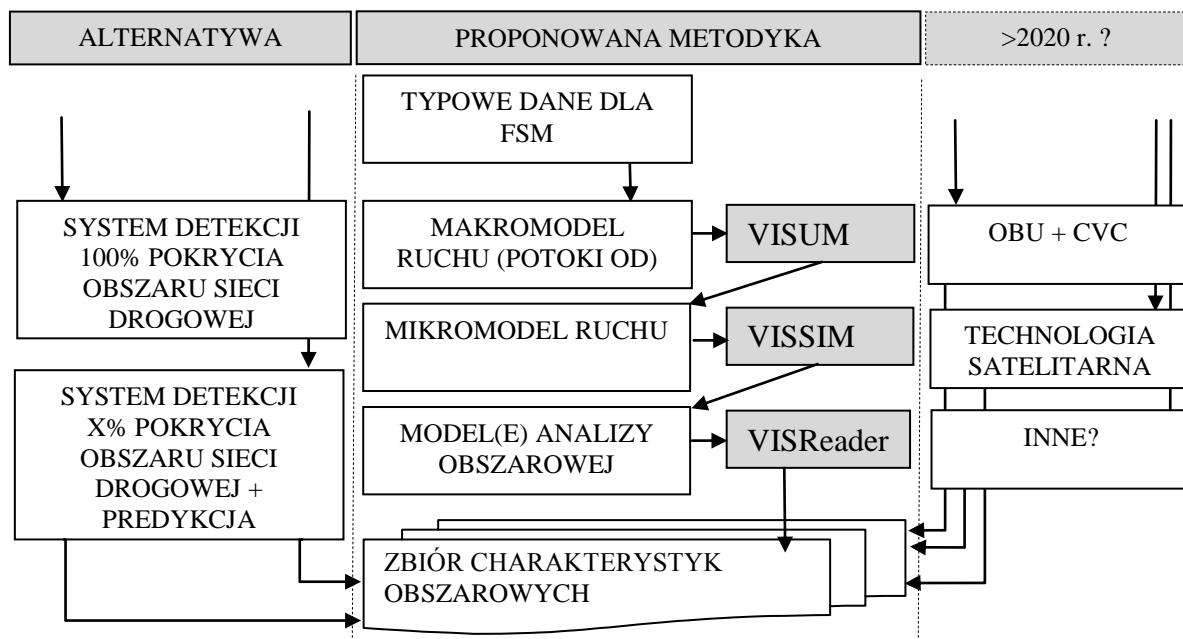 ALTERNATYWA
PROPONOWANA METODYKA
>2020 r. ?
TYPOWE DANE DLA
FSM
SYSTEM DETEKCJI
100% POKRYCIA
OBSZARU SIECI
DROGOWEJ
MAKROMODEL
RUCHU (POTOKI OD)
VISUM
OBU + CVC
MIKROMODEL RUCHU
VISSIM
TECHNOLOGIA
SATELITARNA
SYSTEM DETEKCJI
X% POKRYCIA
OBSZARU SIECI
DROGOWEJ +
PREDYKCJA
MODEL(E) ANALIZY
OBSZAROWEJ
VISReader
INNE?
ZBIÓR CHARAKTERYSTYK
OBSZAROWYCH